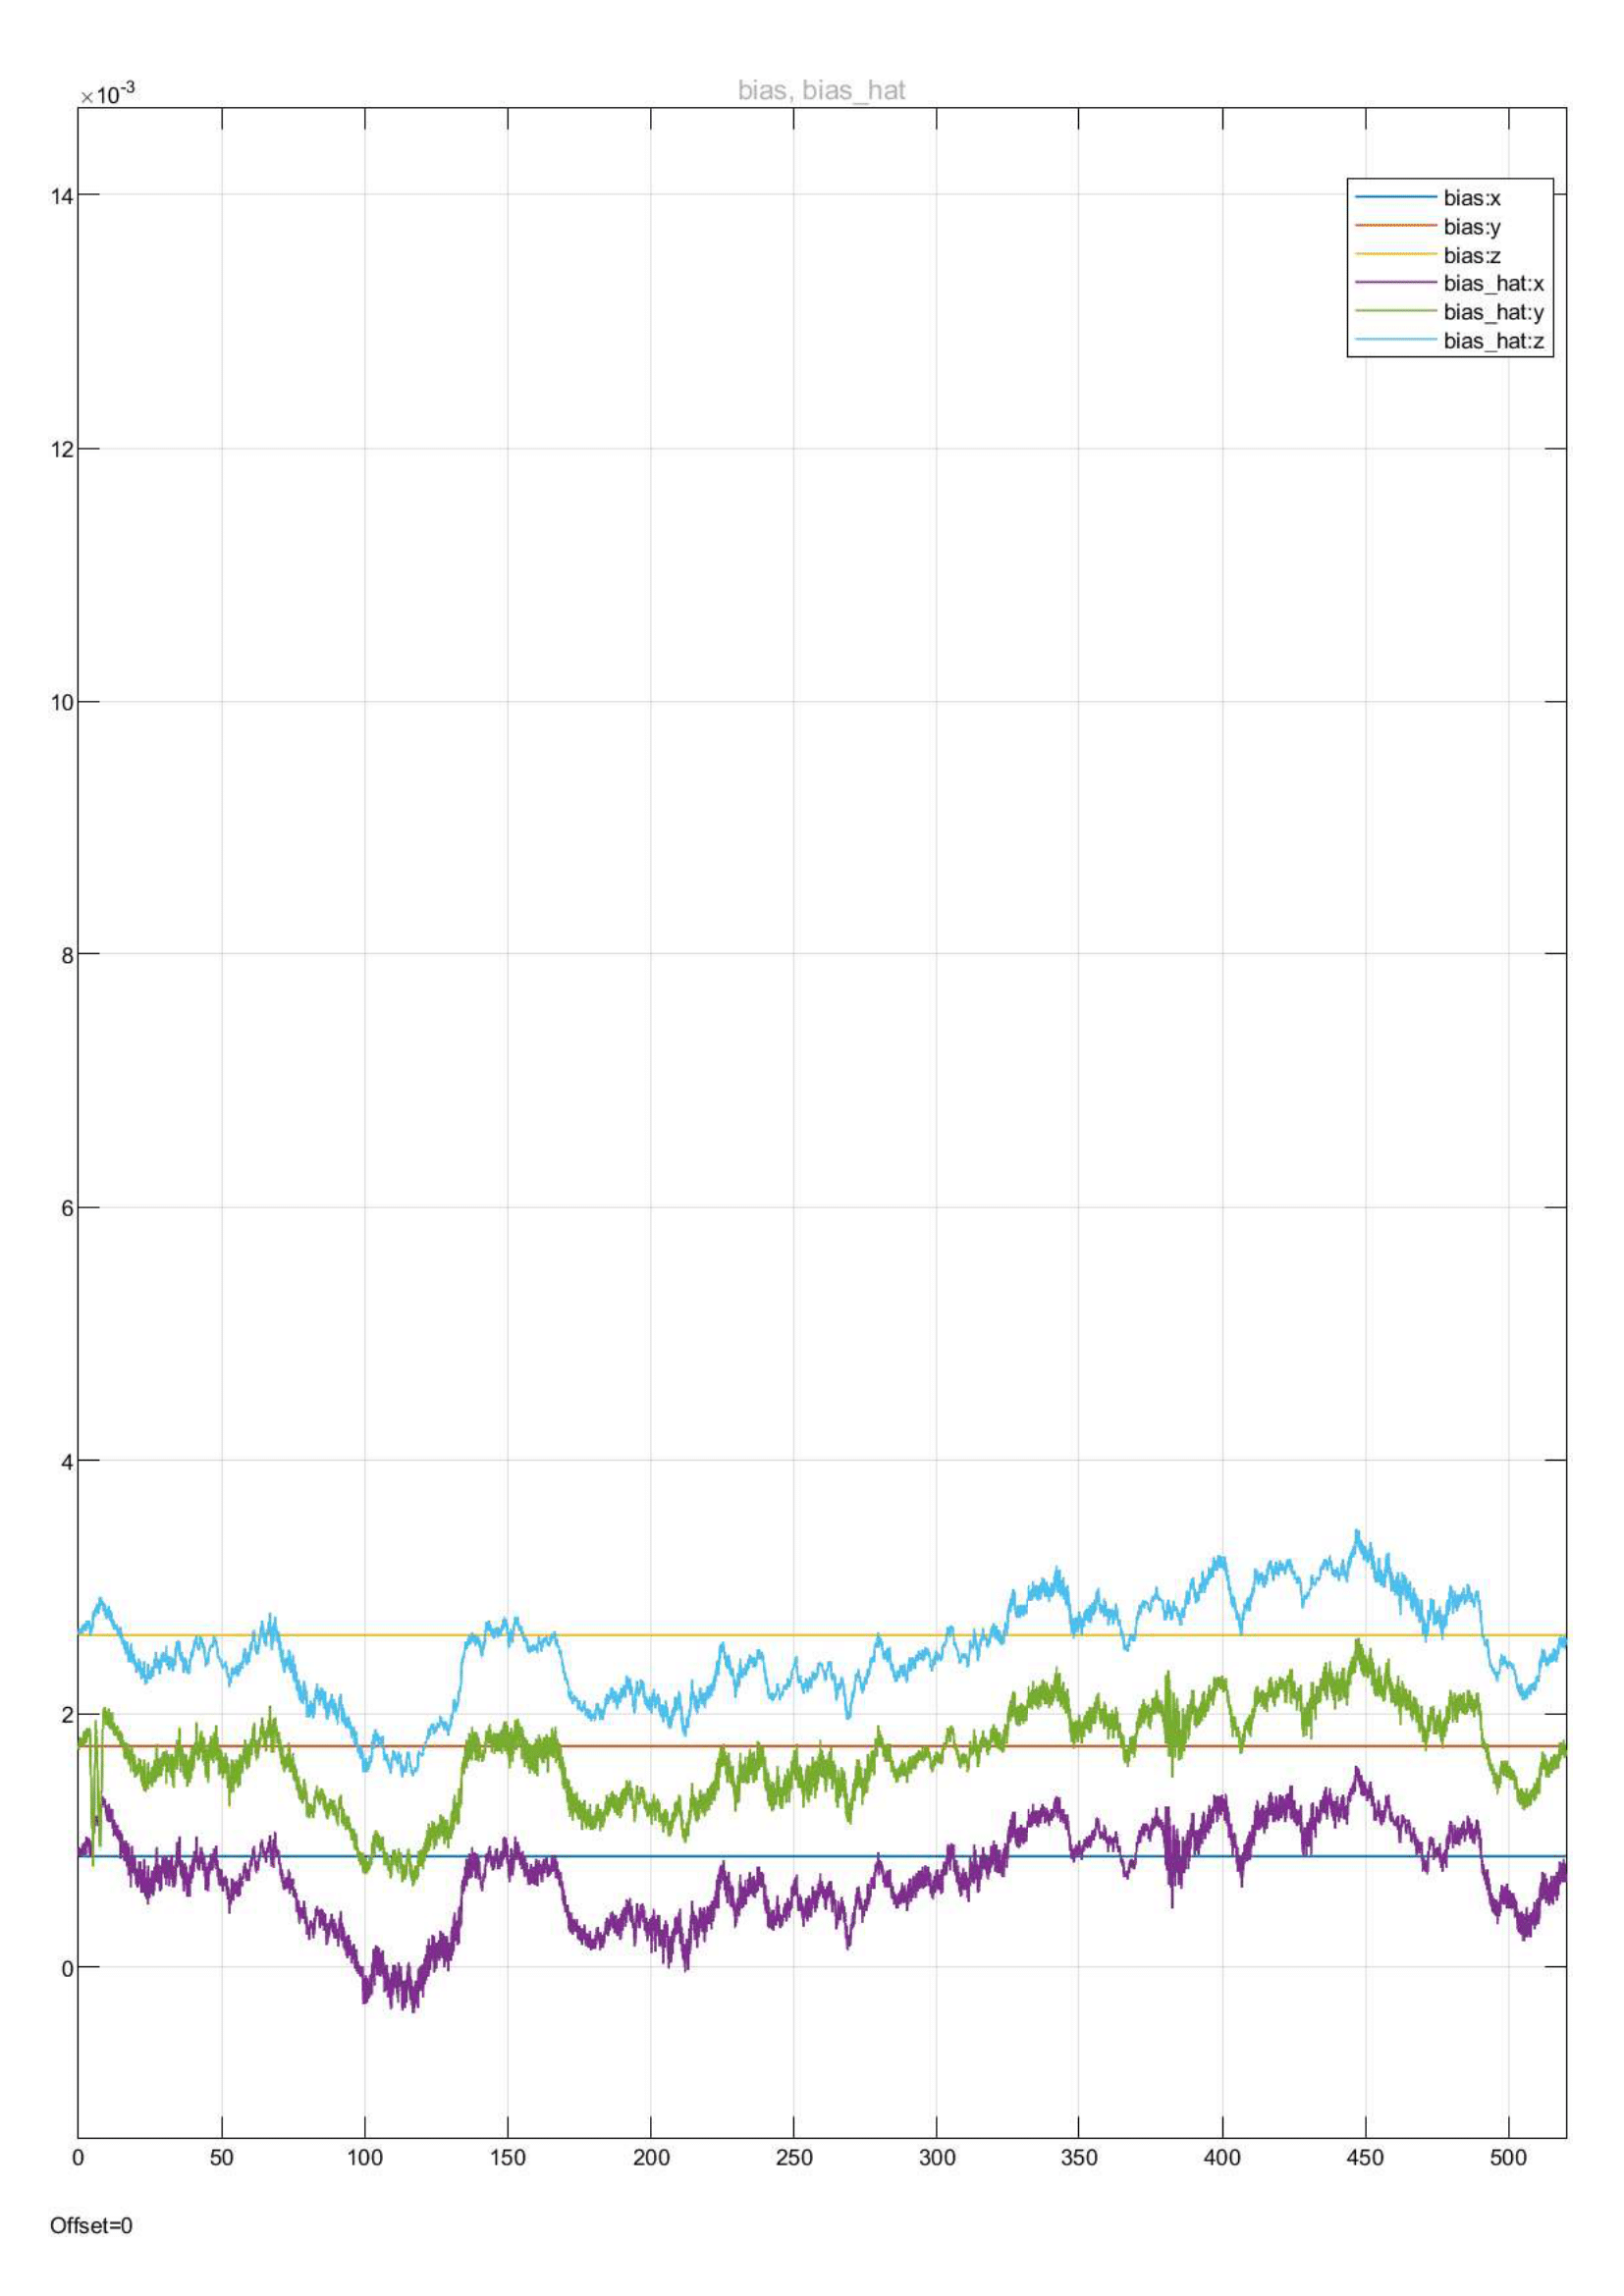 bias, bias_hat
×10-3
14
12
10
8
6
4
2
0
bias:x
bias:y
bias:z
bias_hat:x
bias_hat:y
bias_hat:z
0 50 100 150 200 250 300 350 400 450 500
Offset=0